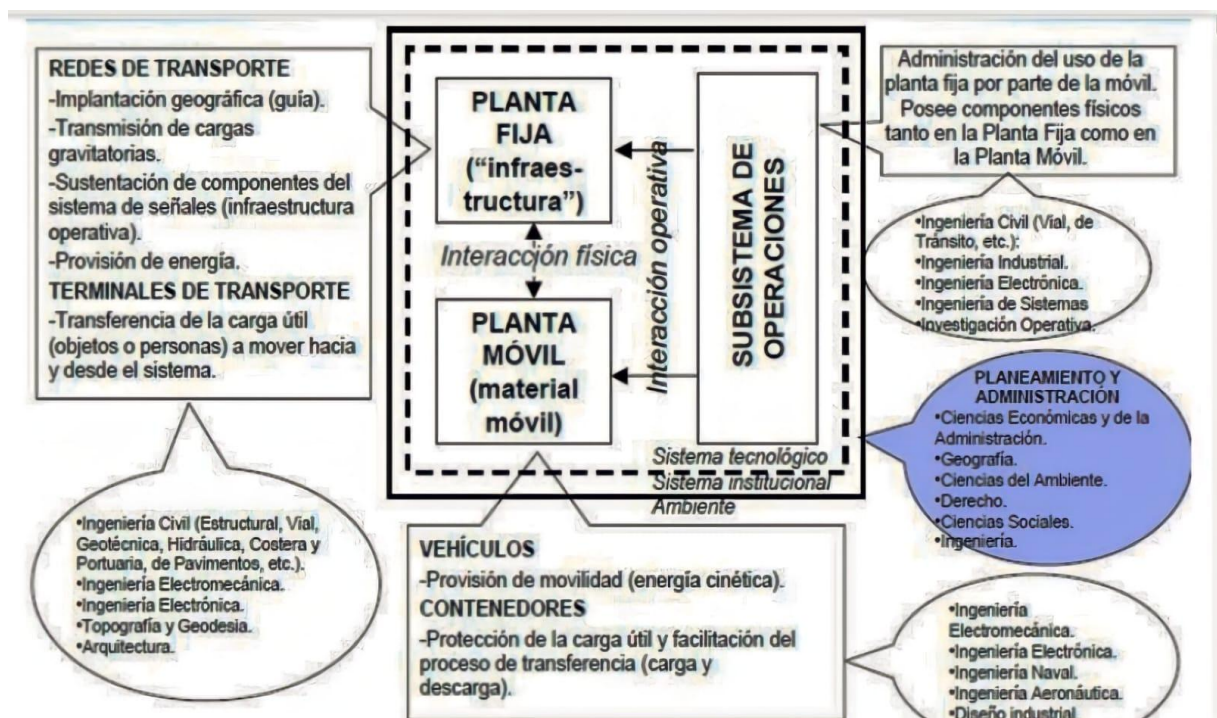 REDES DE TRANSPORTE
-Implantación geográfica (guía).
-Transmisión de cargas
gravitatorias.
-Sustentación de componentes del
sistema de señales (infraestructura
operativa).
-Provisión de energía.
TERMINALES DE TRANSPORTE
-Transferencia de la carga útil
(objetos o personas) a mover hacia
y desde el sistema.
•Ingeniería Civil (Estructural, Vial,
Geotécnica, Hidráulica, Costera y
Portuaria, de Pavimentos, etc.).
•Ingeniería Electromecánica.
•Ingeniería Electrónica.
•Topografía y Geodesia.
•Arquitectura.
PLANTA
FIJA
(“infraes-
tructura”)
Interacción física
PLANTA
MÓVIL
(material
móvil)
Interacción operativa
SUBSISTEMA DE
OPERACIONES
Sistema tecnológico
Sistema institucional
Ambiente
VEHÍCULOS
-Provisión de movilidad (energía cinética).
CONTENEDORES
-Protección de la carga útil y facilitación del
proceso de transferencia (carga y
descarga).
Administración del uso de la
planta fija por parte de la móvil.
Posee componentes físicos
tanto en la Planta Fija como en
la Planta Móvil.
•Ingeniería Civil (Vial, de
Tránsito, etc.):
•Ingeniería Industrial.
•Ingeniería Electrónica.
•Ingeniería de Sistemas
•Investigación Operativa.
PLANEAMIENTO Y
ADMINISTRACIÓN
•Ciencias Económicas y de la
Administración.
•Geografía.
•Ciencias del Ambiente.
•Derecho.
•Ciencias Sociales.
•Ingeniería.
•Ingeniería
Electromecánica.
•Ingeniería Electrónica.
•Ingeniería Naval.
•Ingeniería Aeronáutica.
•Diseño industrial